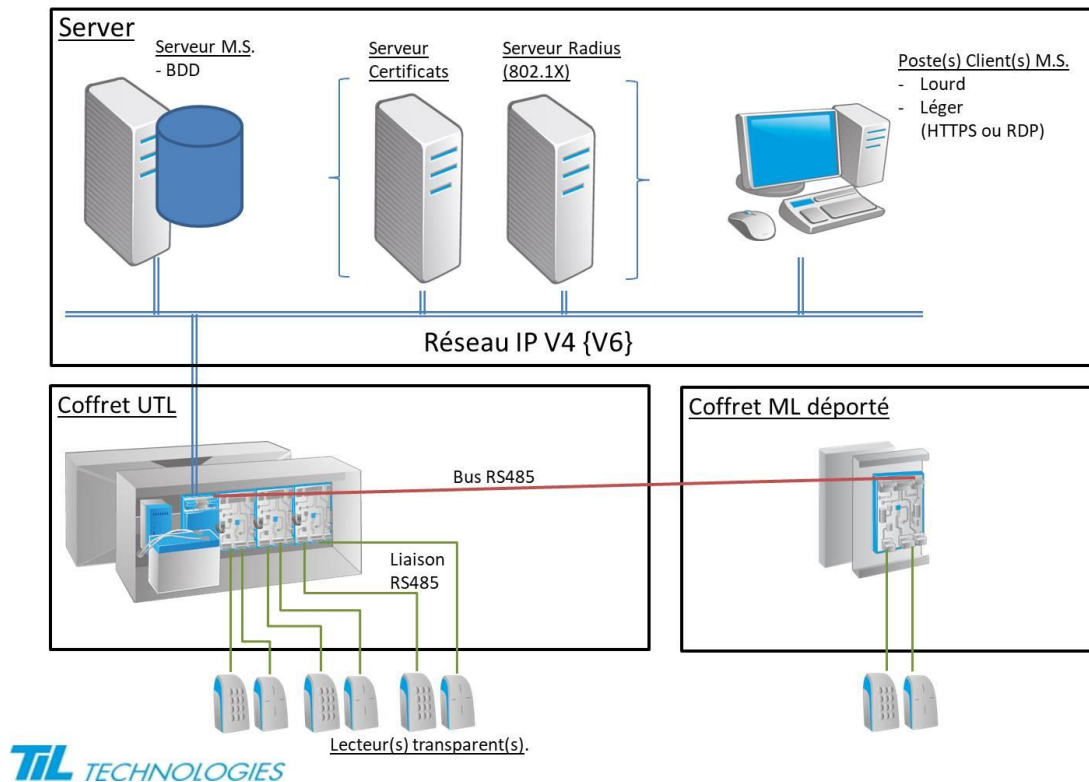 Server
Serveur M.S.
- BDD
Serveur
Certificats
Serveur Radius
(802.1X)
Poste(s) Client(s) M.S.
- Lourd
- Léger
(HTTPS ou RDP)
Réseau IP V4 {V6}
Coffret UTL
Coffret ML déporté
Bus RS485
Liaison
RS485
Lecteur(s) transparent(s).
TIL TECHNOLOGIES